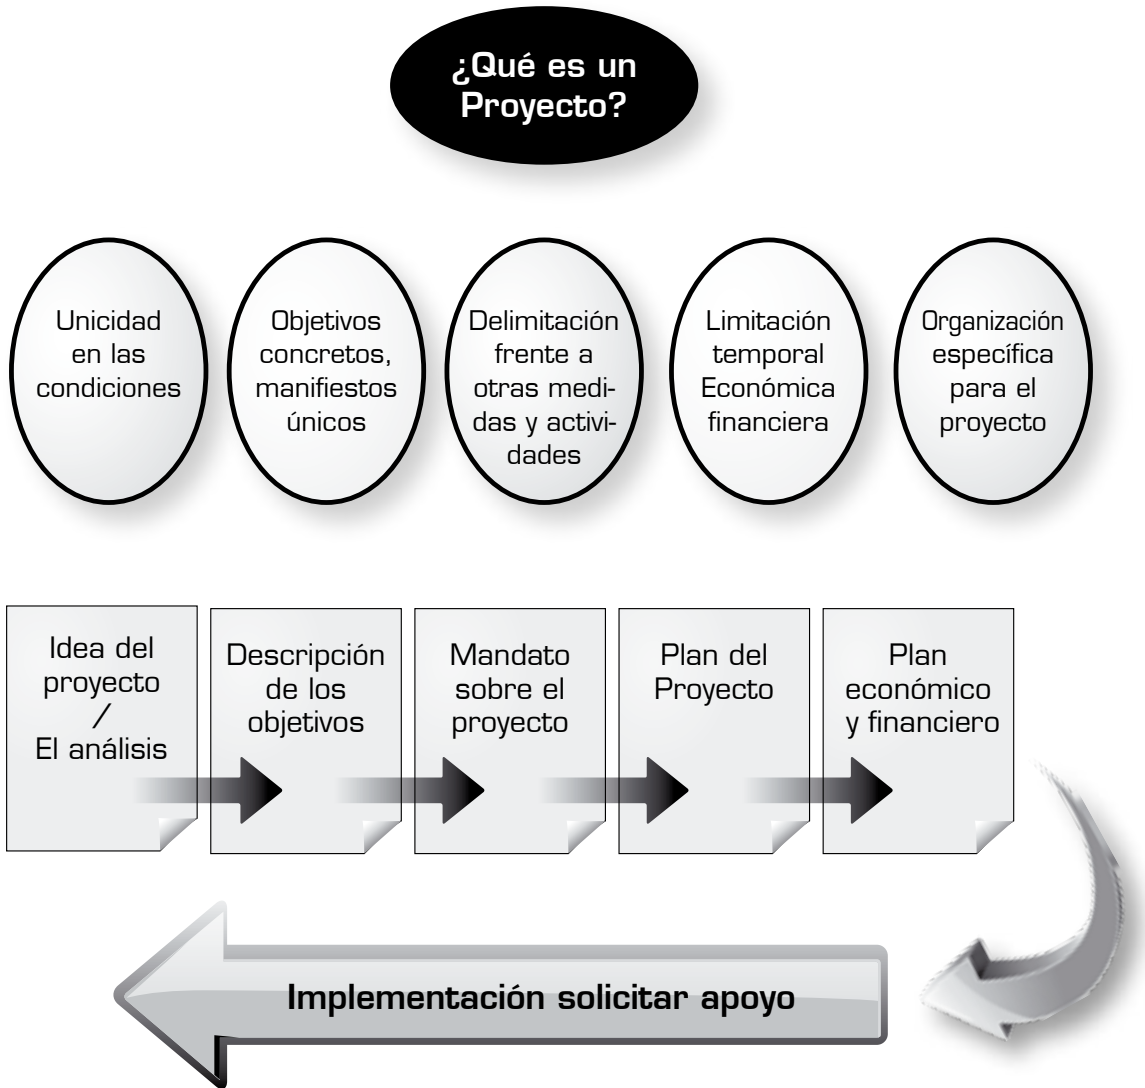 ¿Qué es un
Proyecto?
Unicidad
en las
condiciones
Objetivos
concretos,
manifiestos
únicos
Delimitación
frente a
otras medi-
das y activi-
dades
Limitación
temporal
Económica
financiera
Organización
específica
para el
proyecto
Idea del
proyecto
/
El análisis
Descripción
de los
objetivos
Mandato
sobre el
proyecto
Plan del
Proyecto
Plan
económico
y financiero
Implementación solicitar apoyo